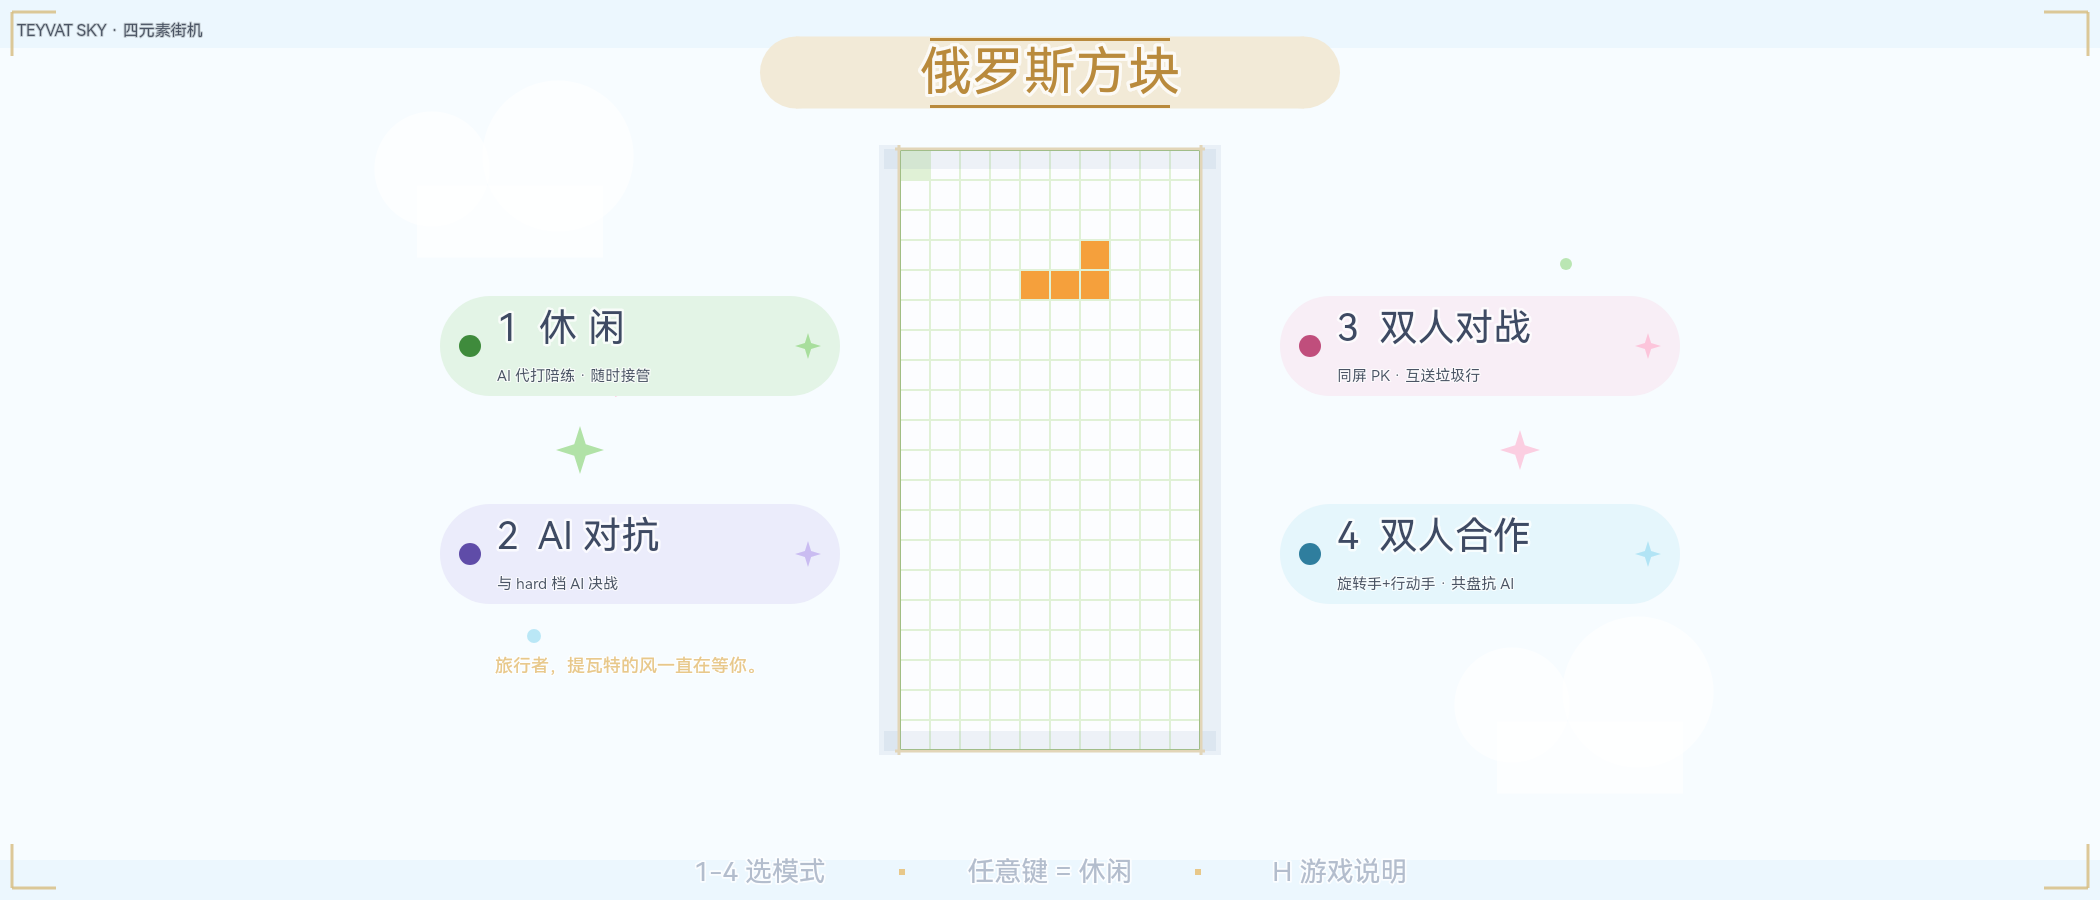 TEYVAT SKY · 四元素街机
俄罗斯方块
1 休 闲
AI 代打陪练 · 随时接管
2 AI 对抗
与 hard 档 AI 决战
旅行者，提瓦特的风一直在等你。
3 双人对战
同屏 PK · 互送垃圾行
4 双人合作
旋转手+行动手 · 共盘抗 AI
1-4 选模式 · 任意键 = 休闲 · H 游戏说明